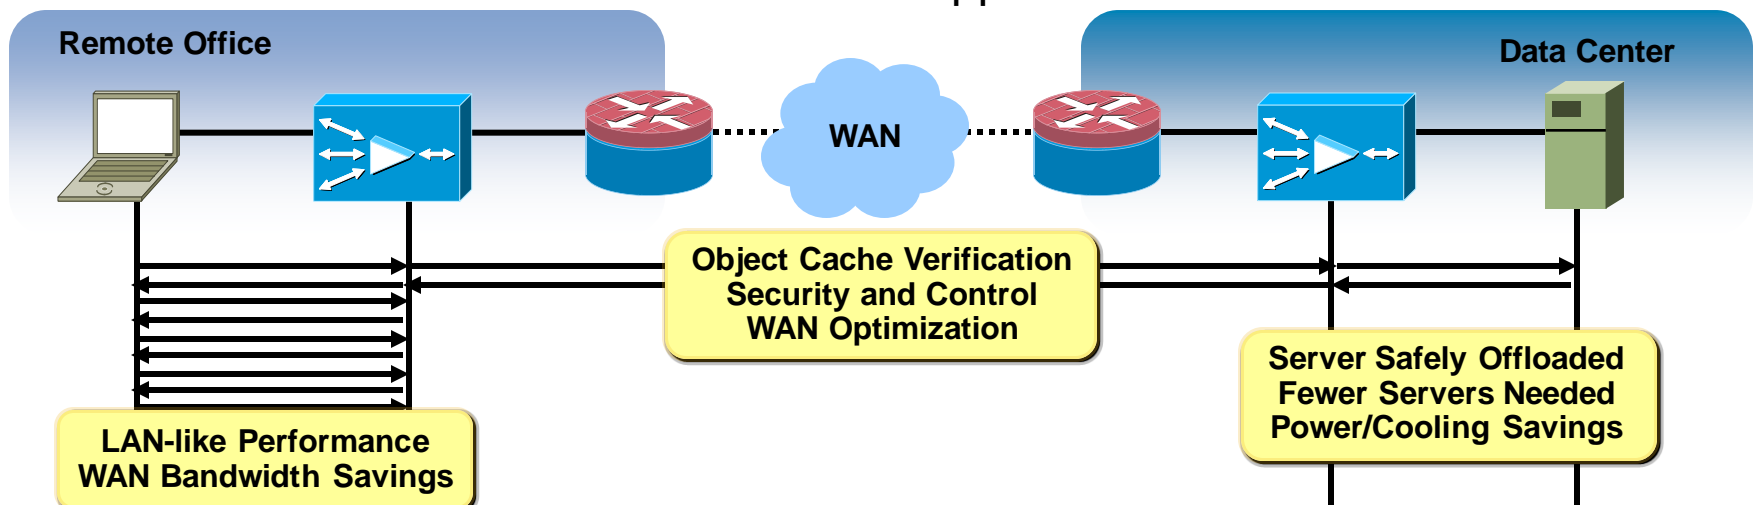 Remote Office
Data Center
WAN
Object Cache Verification
Security and Control
WAN Optimization
Server Safely Offloaded
Fewer Servers Needed
Power/Cooling Savings
LAN-like Performance
WAN Bandwidth Savings